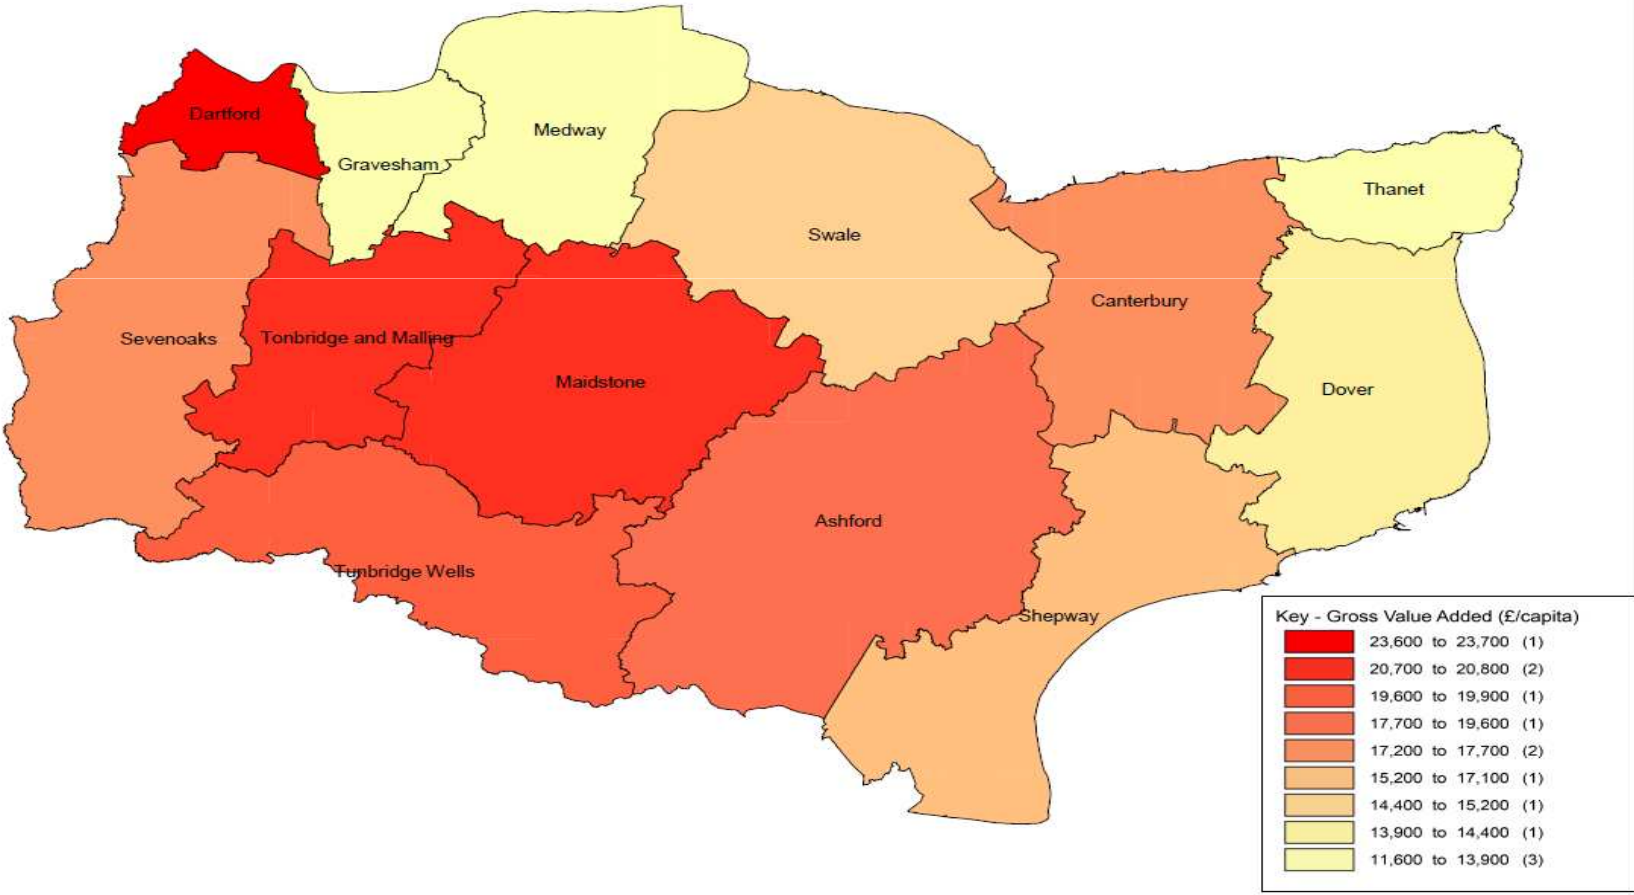 Dartford
Medway
Gravesham
Thanet
Swale
Canterbury
Sevenoaks
Tonbridge and Malling
Maidstone
Dover
Ashford
Tunbridge Wells
Shepway
Key - Gross Value Added (£/capita)
23,600 to 23,700 (1)
20,700 to 20,800 (2)
19,600 to 19,900 (1)
17,700 to 19,600 (1)
17,200 to 17,700 (2)
15,200 to 17,100 (1)
14,400 to 15,200 (1)
13,900 to 14,400 (1)
11,600 to 13,900 (3)